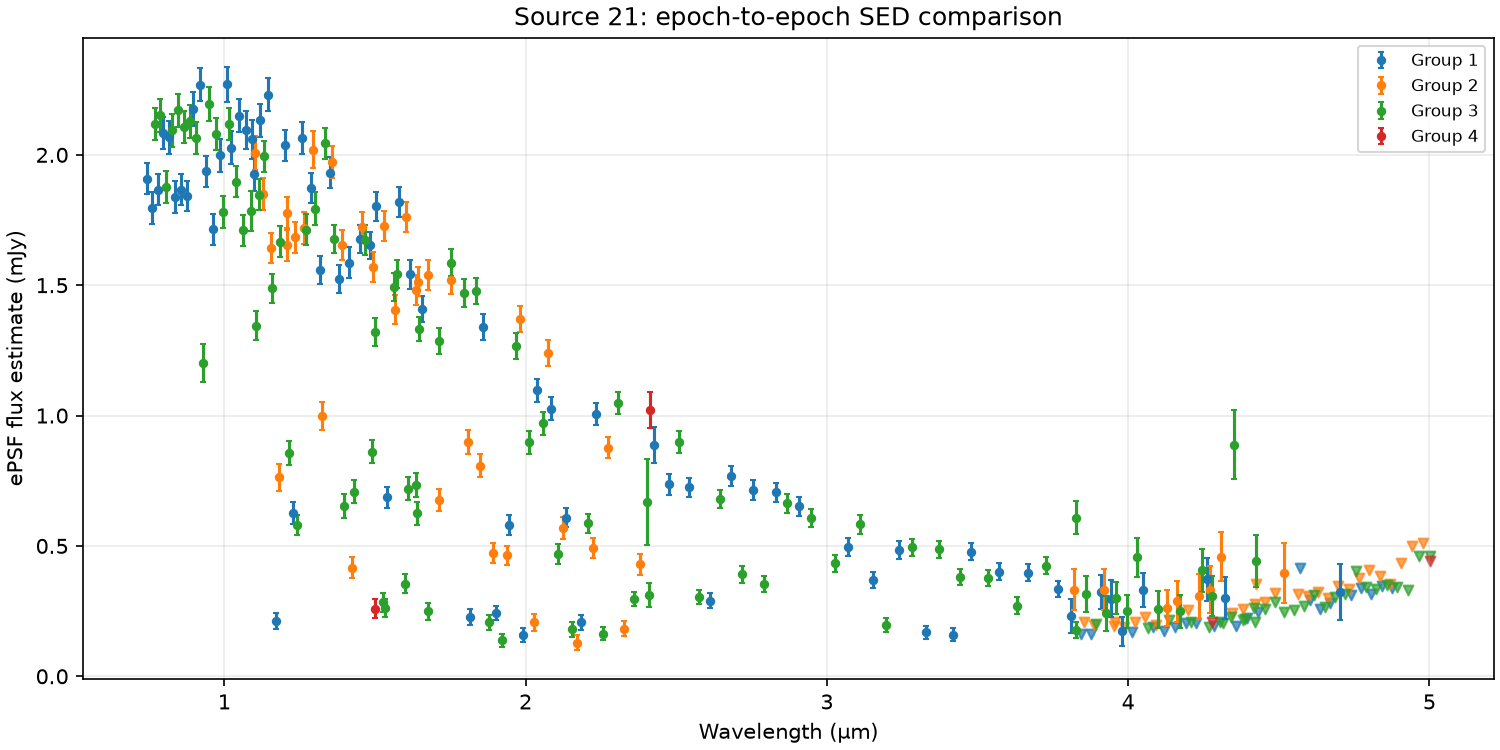 Source 21: epoch-to-epoch SED comparison
ePSF flux estimate (mJy)
2.0
1.5
1.0
0.5
0.0
1 2 3 4 5
Wavelength (μm)
Group 1
Group 2
Group 3
Group 4